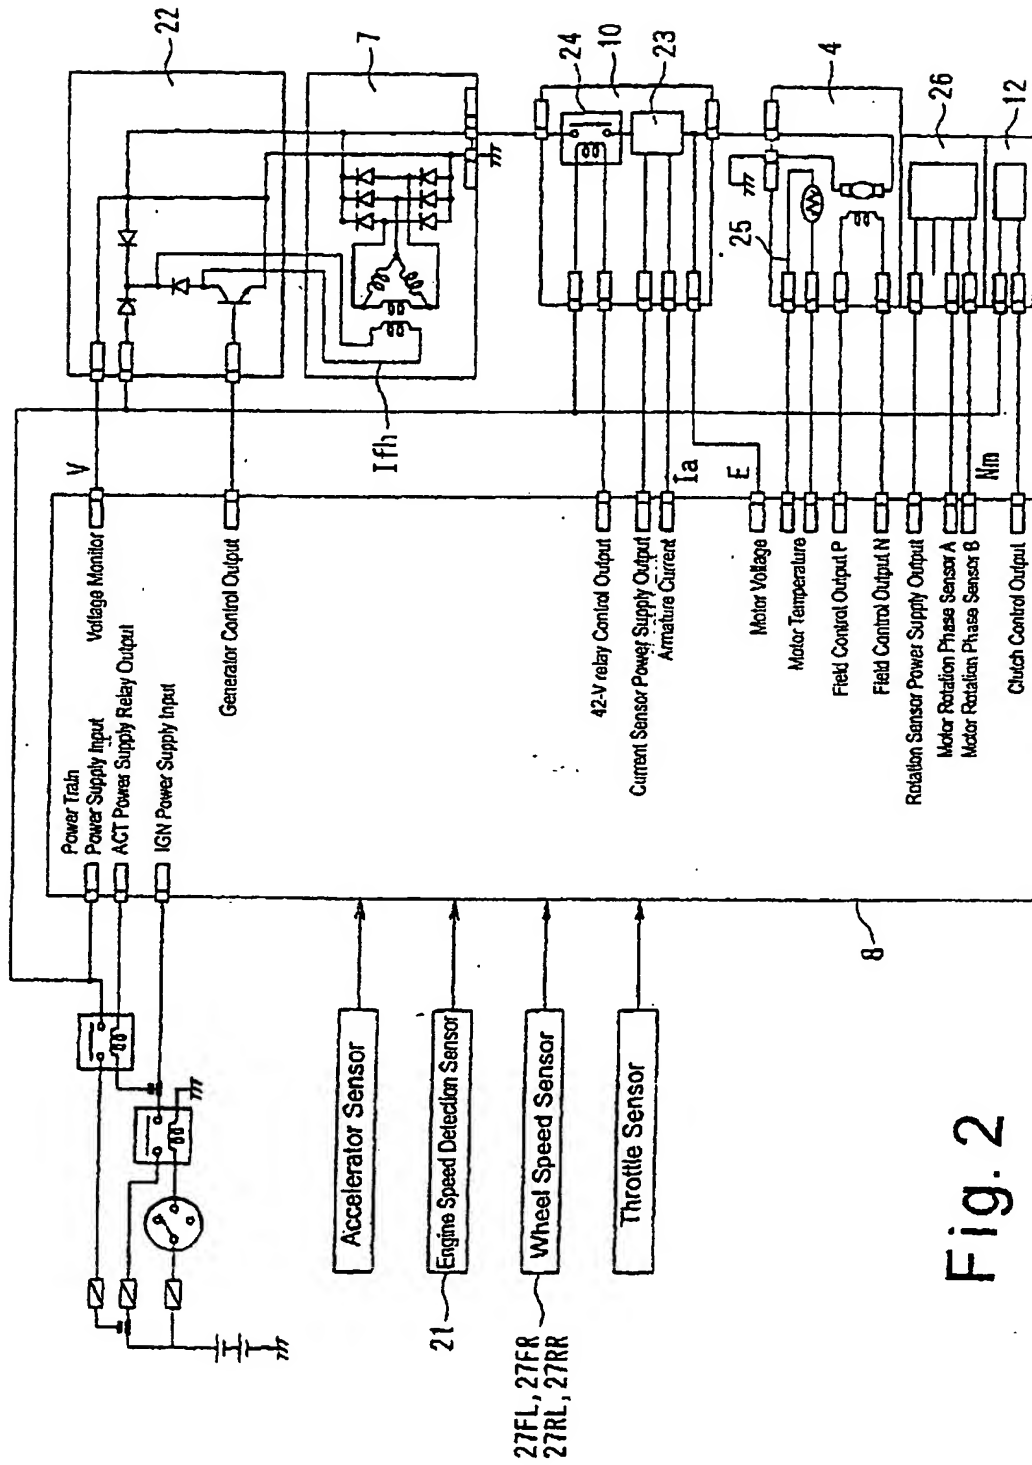 22
7
24
10
23
4
25
26
12
Ifh
V
Ia
E
Nm
Voltage Monitor
Power Train
Power Supply Input
ACT Power Supply Relay Output
IGN Power Supply Input
Generator Control Output
42-V relay Control Output
Current Sensor Power Supply Output
Armature Current
Motor Voltage
Motor Temperature
Field Control Output P
Field Control Output N
Rotation Sensor Power Supply Output
Motor Rotation Phase Sensor A
Motor Rotation Phase Sensor B
Clutch Control Output
8
Accelerator Sensor
Engine Speed Detection Sensor
21
Wheel Speed Sensor
27FL, 27FR
27RL, 27RR
Throttle Sensor
Fig. 2